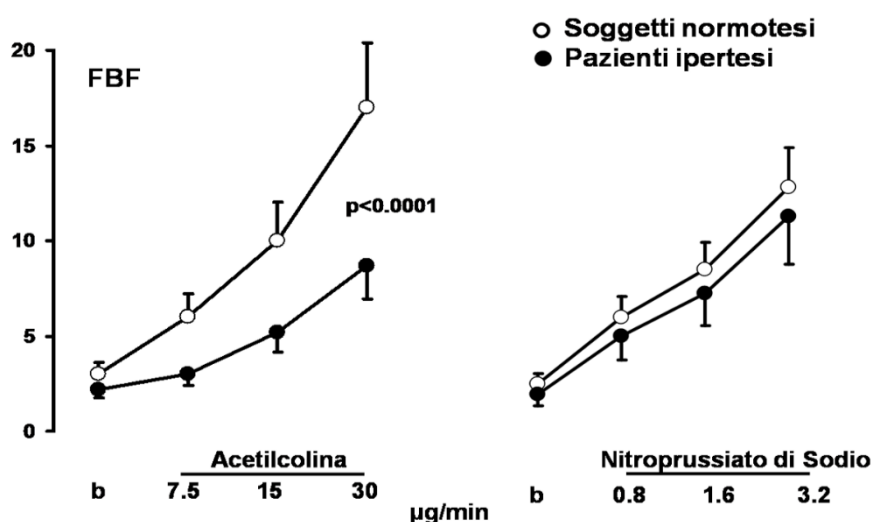 Soggetti normotesi
Pazienti ipertesi
FBF
20
15
10
5
0
p<0.0001
Acetilcolina
b 7.5 15 30
Nitroprussiato di Sodio
b 0.8 1.6 3.2
µg/min